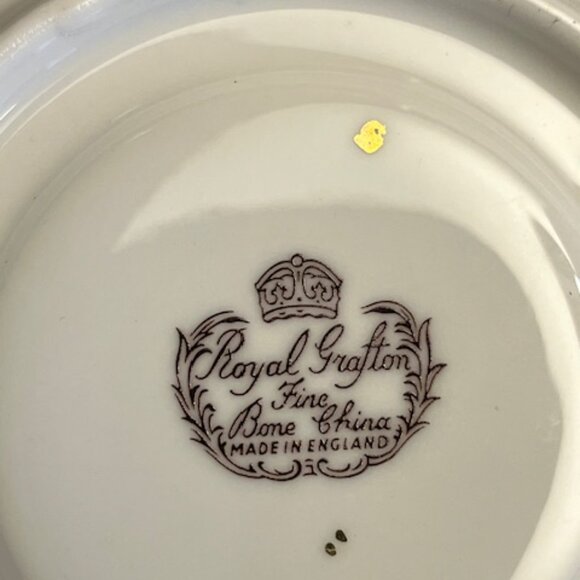 Royal Grafton
Fine
Bone China
MADE IN ENGLAND